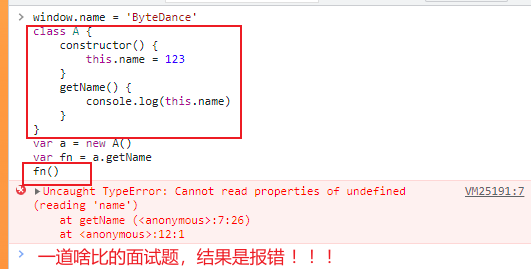 window.name = 'ByteDance'
class A {
constructor() {
this.name = 123
}
getName() {
console.log(this.name)
}
}
var a = new A()
var fn = a.getName
fn()
Uncaught TypeError: Cannot read properties of undefined VM25191:7
(reading 'name')
at getName (<anonymous>:7:26)
at <anonymous>:12:1
一道啥比的面试题，结果是报错！！！